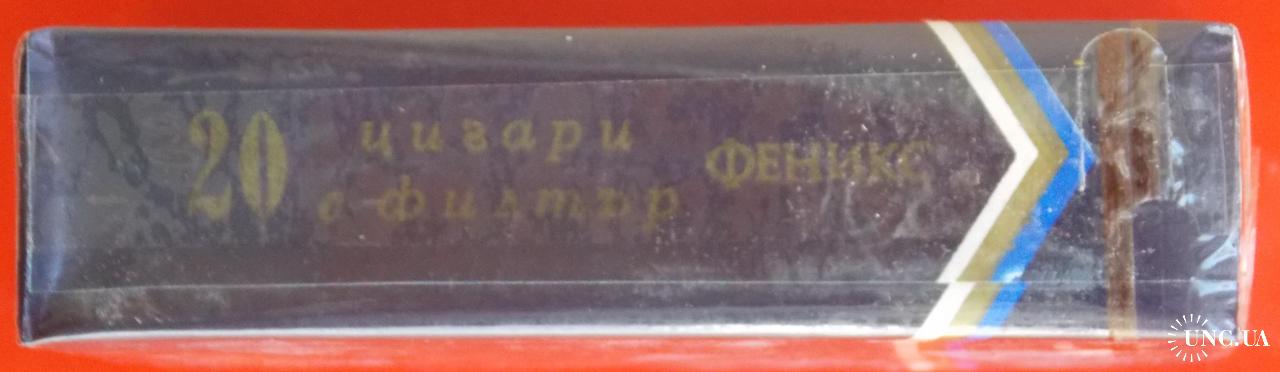 20
цигари
с филтър
ФЕНИКС
UNC.UA